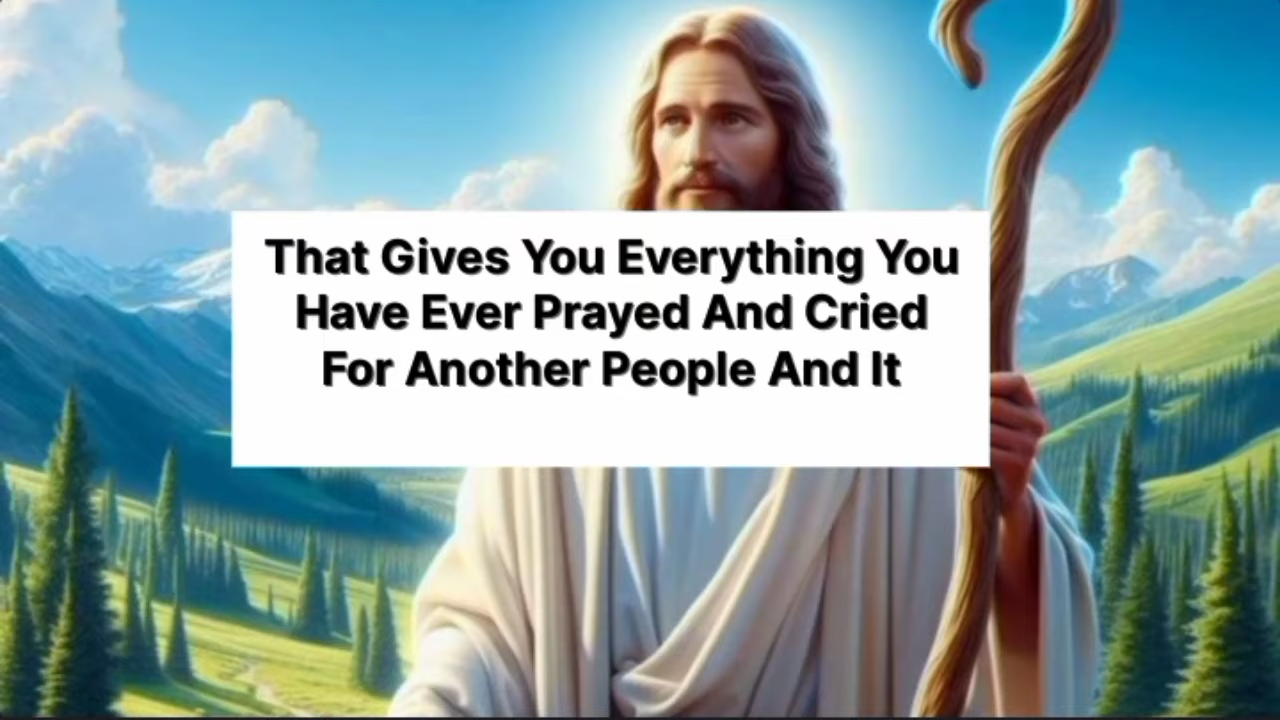 That Gives You Everything You
Have Ever Prayed And Cried
For Another People And It